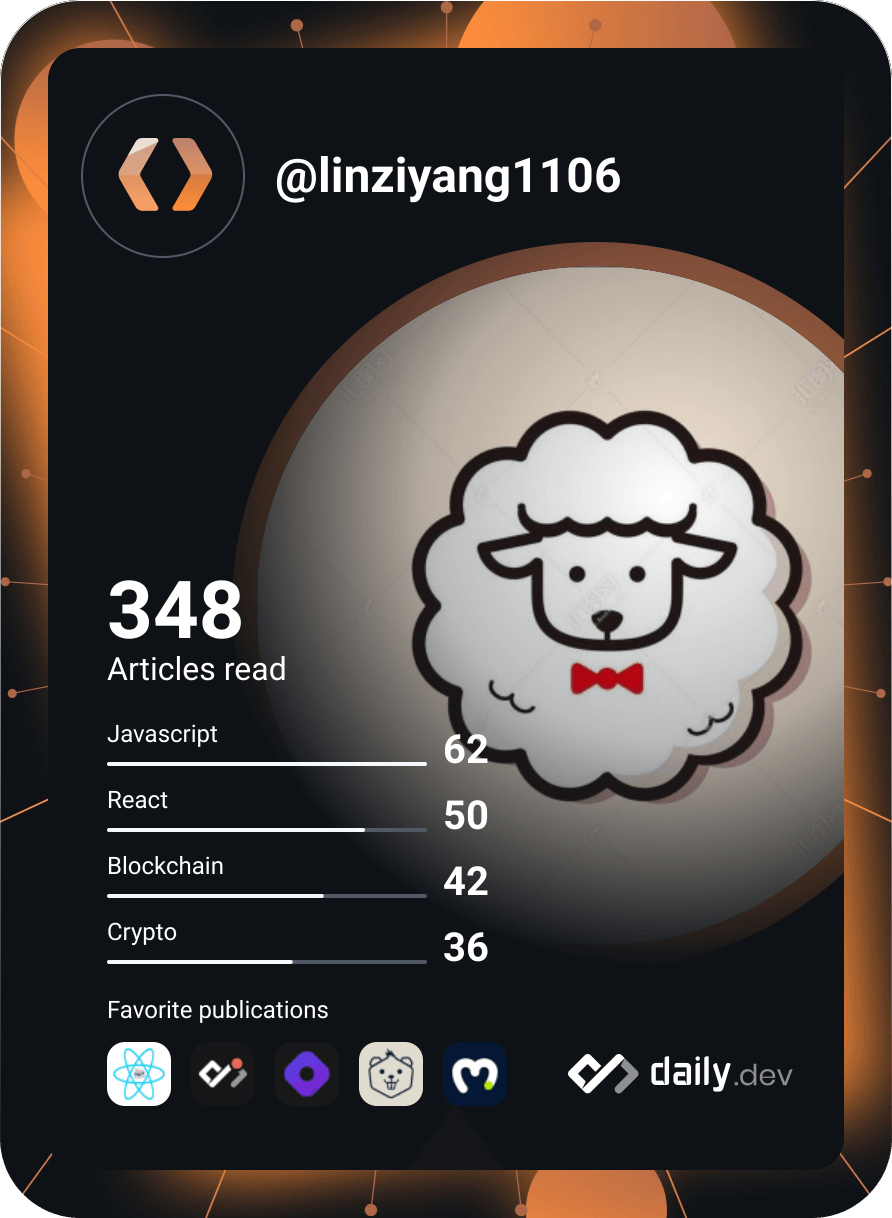 @linziyang1106
348
Articles read
Javascript
62
React
50
Blockchain
42
Crypto
36
Favorite publications
daily.dev